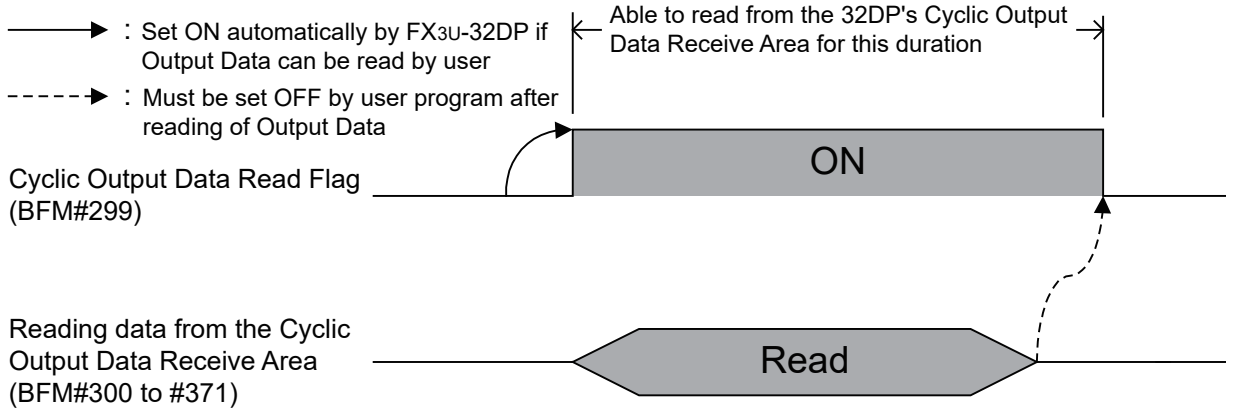 : Set ON automatically by FX3U-32DP if
Output Data can be read by user
: Must be set OFF by user program after
reading of Output Data
Able to read from the 32DP's Cyclic Output
Data Receive Area for this duration
ON
Cyclic Output Data Read Flag
(BFM#299)
Reading data from the Cyclic
Output Data Receive Area
(BFM#300 to #371)
Read